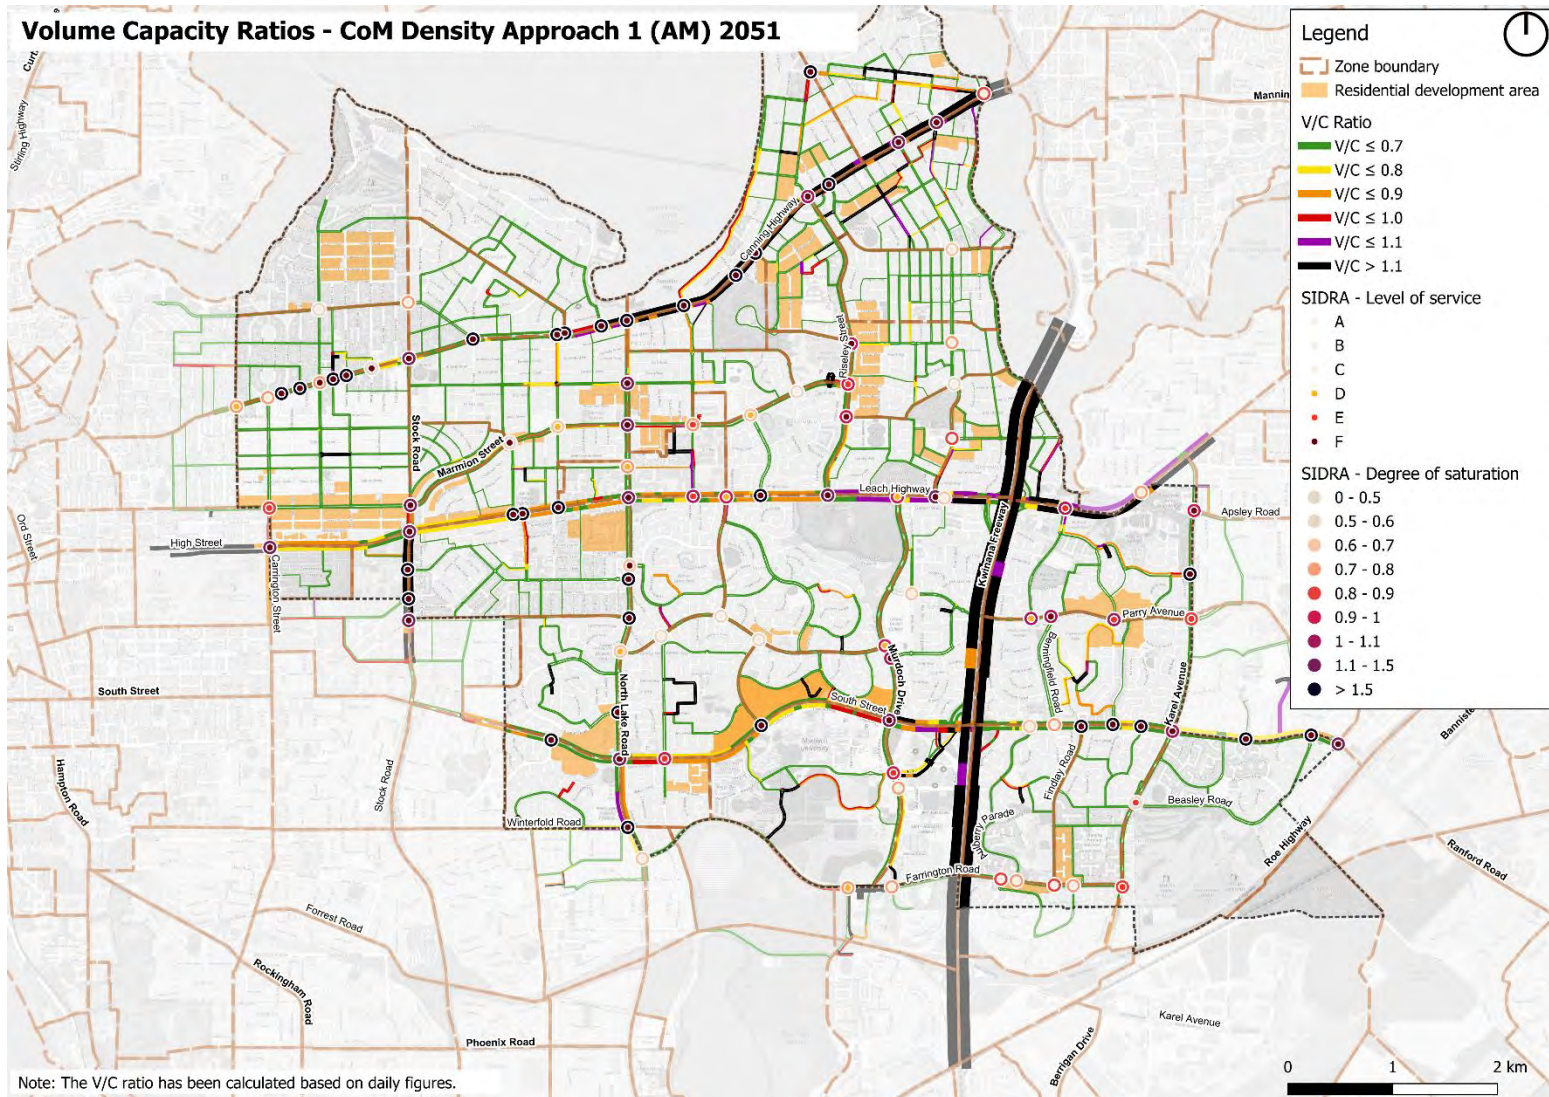 Volume Capacity Ratios - CoM Density Approach 1 (AM) 2051
Legend
Zone boundary
Residential development area
V/C Ratio
V/C ≤ 0.7
V/C ≤ 0.8
V/C ≤ 0.9
V/C ≤ 1.0
V/C ≤ 1.1
V/C > 1.1
SIDRA - Level of service
A
B
C
D
E
F
SIDRA - Degree of saturation
0 - 0.5
0.5 - 0.6
0.6 - 0.7
0.7 - 0.8
0.8 - 0.9
0.9 - 1
1 - 1.1
1.1 - 1.5
> 1.5
Stirling Highway
Canning Highway
Riseley Street
Stock Road
Marmion Street
Leach Highway
Kwinana Freeway
Apsley Road
Ord Street
High Street
Carrington Street
Parry Avenue
Benningfield Road
Murdoch Drive
North Lake Road
South Street
South Street
Karel Avenue
Findlay Road
Beasley Road
Hampton Road
Stock Road
Winterfold Road
Farrington Road
Roe Highway
Ranford Road
Forrest Road
Rockingham Road
Phoenix Road
Karel Avenue
Berrigan Drive
Note: The V/C ratio has been calculated based on daily figures.
0 1 2 km